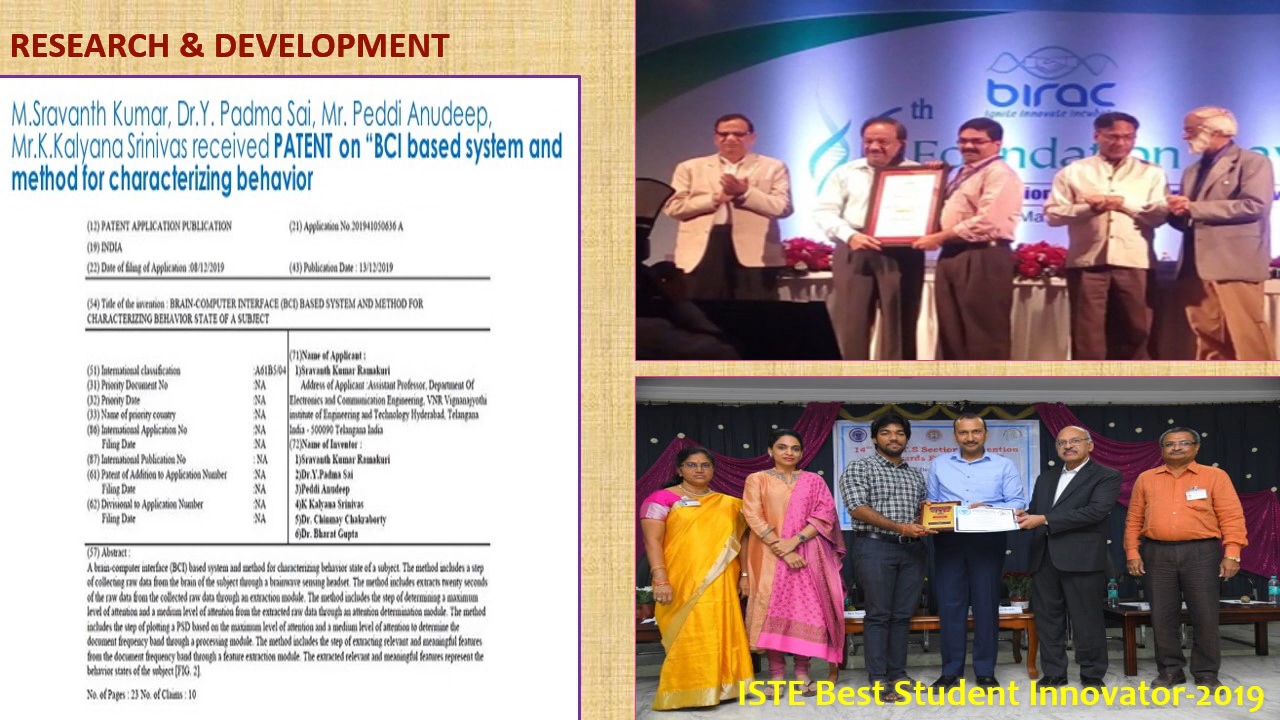 RESEARCH & DEVELOPMENT
M.Sravanth Kumar, Dr.Y. Padma Sai, Mr. Peddi Anudeep,
Mr.K.Kalyana Srinivas received PATENT on “BCI based system and
method for characterizing behavior
(12) PATENT APPLICATION PUBLICATION (21) Application No.201941050636 A
(19) INDIA
(22) Date of filing of Application :08/12/2019 (43) Publication Date : 13/12/2019
(54) Title of the invention : BRAIN-COMPUTER INTERFACE (BCI) BASED SYSTEM AND METHOD FOR
CHARACTERIZING BEHAVIOR STATE OF A SUBJECT
(51) International classification :A61B5/04
(31) Priority Document No :NA
(32) Priority Date :NA
(33) Name of priority country :NA
(86) International Application No :NA
Filing Date :NA
(87) International Publication No : NA
(61) Patent of Addition to Application Number :NA
Filing Date :NA
(62) Divisional to Application Number :NA
Filing Date :NA
(71)Name of Applicant :
1)Sravanth Kumar Ramakuri
Address of Applicant :Assistant Professor, Department Of
Electronics and Communication Engineering, VNR Vignanajyothi
institute of Engineering and Technology Hyderabad, Telangana
India - 500090 Telangana India
(72)Name of Inventor :
1)Sravanth Kumar Ramakuri
2)Dr.Y.Padma Sai
3)Peddi Anudeep
4)K Kalyana Srinivas
5)Dr. Chinmay Chakraborty
6)Dr. Bharat Gupta
(57) Abstract :
A brain-computer interface (BCI) based system and method for characterizing behavior state of a subject. The method includes a step
of collecting raw data from the brain of the subject through a brainwave sensing headset. The method includes extracts twenty seconds
of the raw data from the collected raw data through an extraction module. The method includes the step of determining a maximum
level of attention and a medium level of attention from the extracted raw data through an attention determination module. The method
includes the step of plotting a PSD based on the maximum level of attention and a medium level of attention to determine the
document frequency band through a processing module. The method includes the step of extracting relevant and meaningful features
from the document frequency band through a feature extraction module. The extracted relevant and meaningful features represent the
behavior states of the subject [FIG. 2].
No. of Pages : 23 No. of Claims : 10
birac
Ignite Innovate Incubate
th
Foundation
14th
ISTE Best Student Innovator-2019